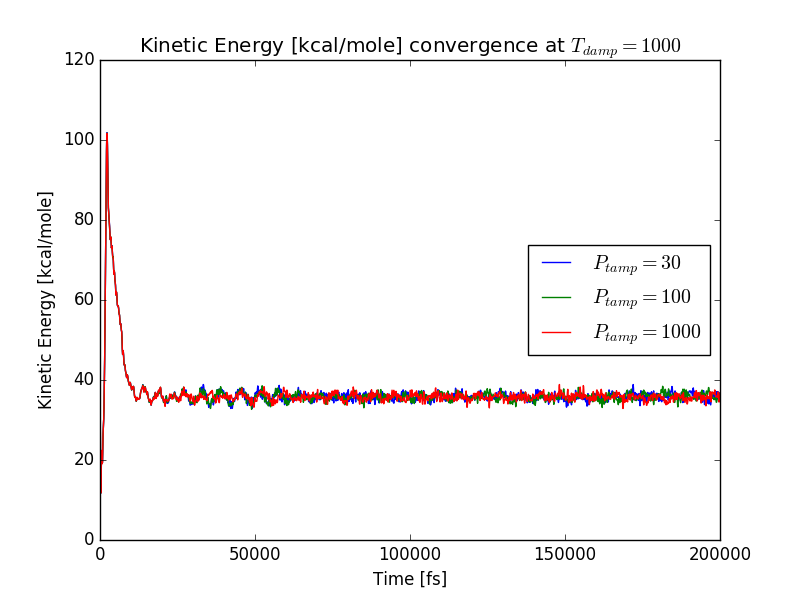 Kinetic Energy [kcal/mole] convergence at T_damp = 1000
120
100
80
60
40
20
0
Kinetic Energy [kcal/mole]
P_tamp = 30
P_tamp = 100
P_tamp = 1000
0 50000 100000 150000 200000
Time [fs]